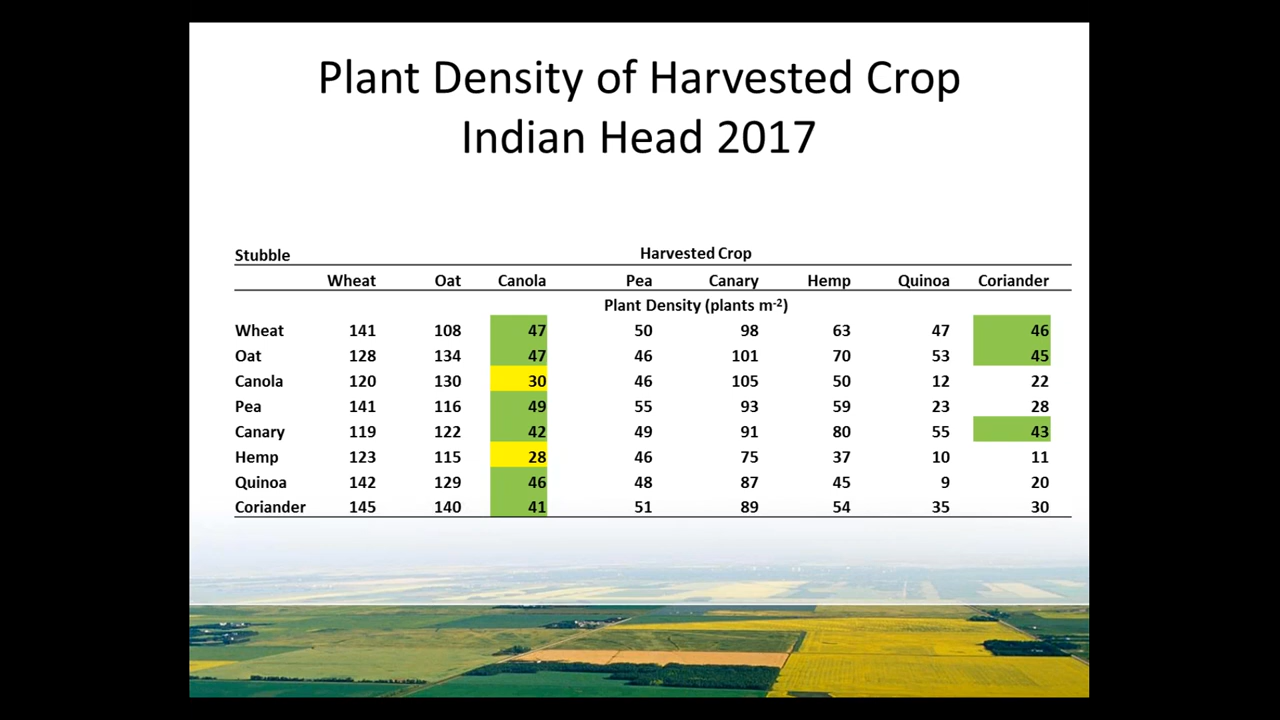 Plant Density of Harvested Crop
Indian Head 2017
Stubble Harvested Crop
Wheat Oat Canola Pea Canary Hemp Quinoa Coriander
Plant Density (plants m-2)
Wheat 141 108 47 50 98 63 47 46
Oat 128 134 47 46 101 70 53 45
Canola 120 130 30 46 105 50 12 22
Pea 141 116 49 55 93 59 23 28
Canary 119 122 42 49 91 80 55 43
Hemp 123 115 28 46 75 37 10 11
Quinoa 142 129 46 48 87 45 9 20
Coriander 145 140 41 51 89 54 35 30